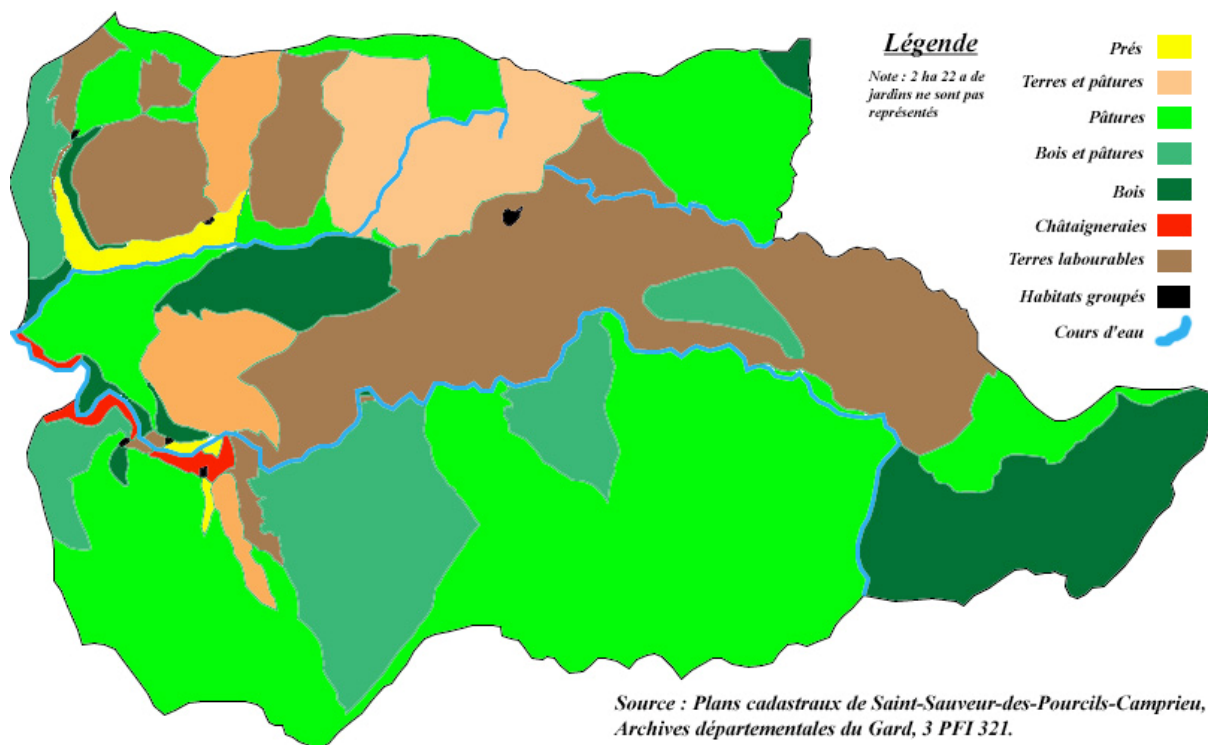 Légende
Note : 2 ha 22 a de
jardins ne sont pas
représentés
Prés
Terres et pâtures
Pâtures
Bois et pâtures
Bois
Châtaigneraies
Terres labourables
Habitats groupés
Cours d'eau
Source : Plans cadastraux de Saint-Sauveur-des-Pourcils-Camprieu,
Archives départementales du Gard, 3 PFI 321.